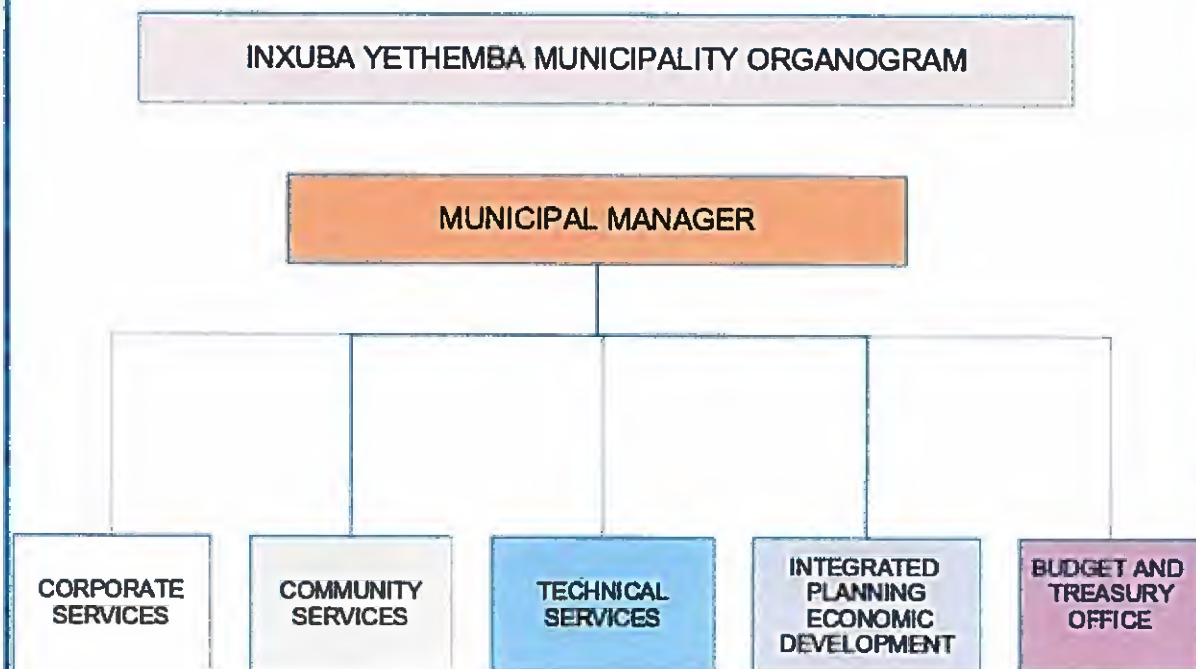 INXUBA YETHEMBA MUNICIPALITY ORGANOGRAM
MUNICIPAL MANAGER
CORPORATE
SERVICES
COMMUNITY
SERVICES
TECHNICAL
SERVICES
INTEGRATED
PLANNING
ECONOMIC
DEVELOPMENT
BUDGET AND
TREASURY
OFFICE